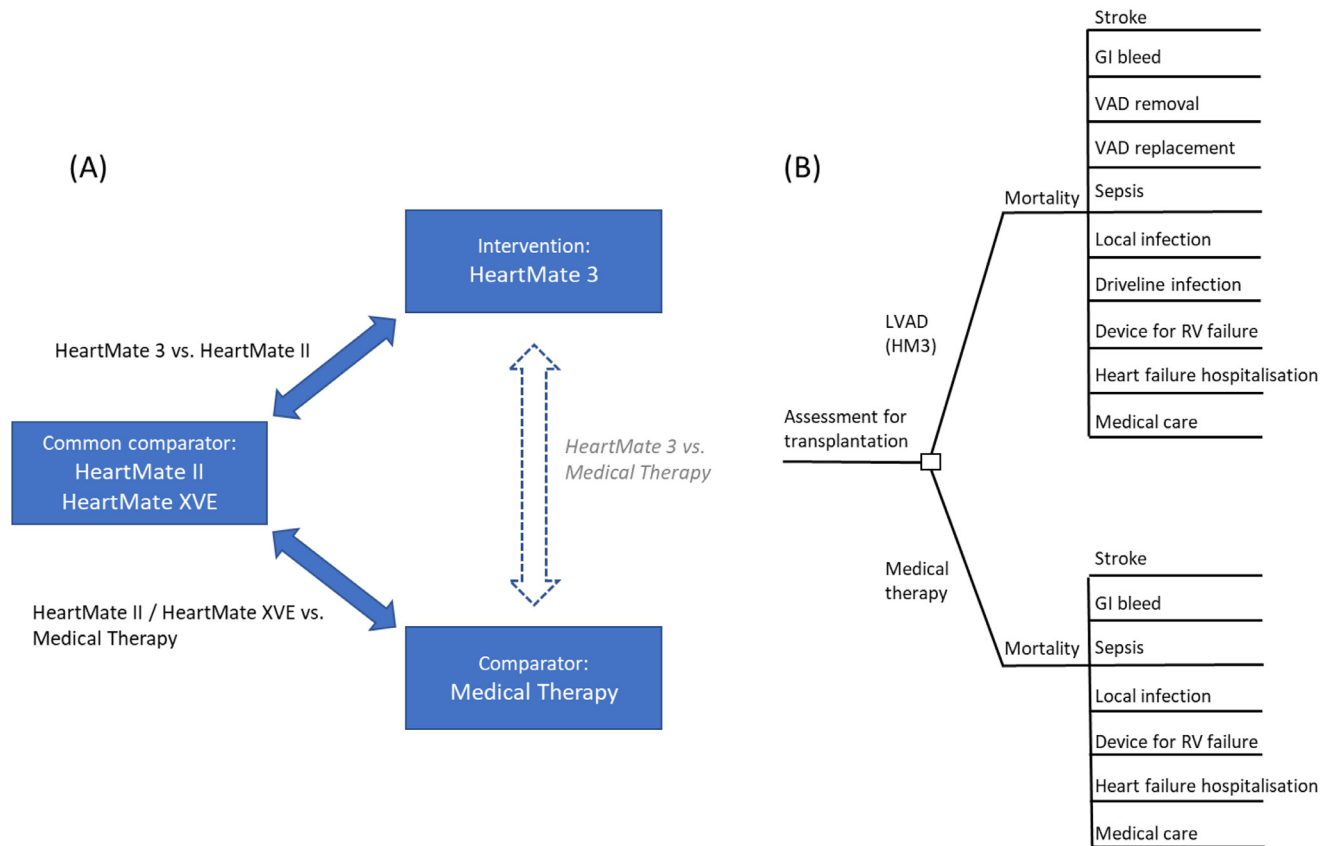 (A)
Intervention:
HeartMate 3
HeartMate 3 vs. HeartMate II
Common comparator:
HeartMate II
HeartMate XVE
HeartMate 3 vs.
Medical Therapy
HeartMate II / HeartMate XVE vs.
Medical Therapy
Comparator:
Medical Therapy
(B)
Assessment for
transplantation
LVAD
(HM3)
Mortality
Stroke
GI bleed
VAD removal
VAD replacement
Sepsis
Local infection
Driveline infection
Device for RV failure
Heart failure hospitalisation
Medical care
Medical
therapy
Mortality
Stroke
GI bleed
Sepsis
Local infection
Device for RV failure
Heart failure hospitalisation
Medical care